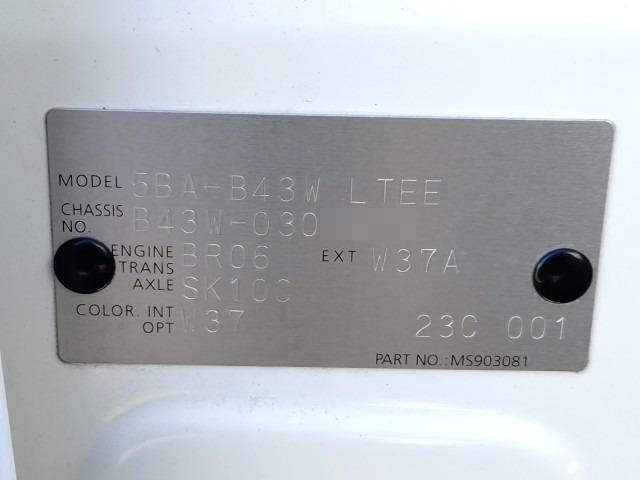 MODEL 5BA-B43W LTEE
CHASSIS NO. B43W-030
ENGINE BR06 EXT W37A
TRANS AXLE SK10C
COLOR. INT W37
OPT 23C 001
PART NO.: MS903081